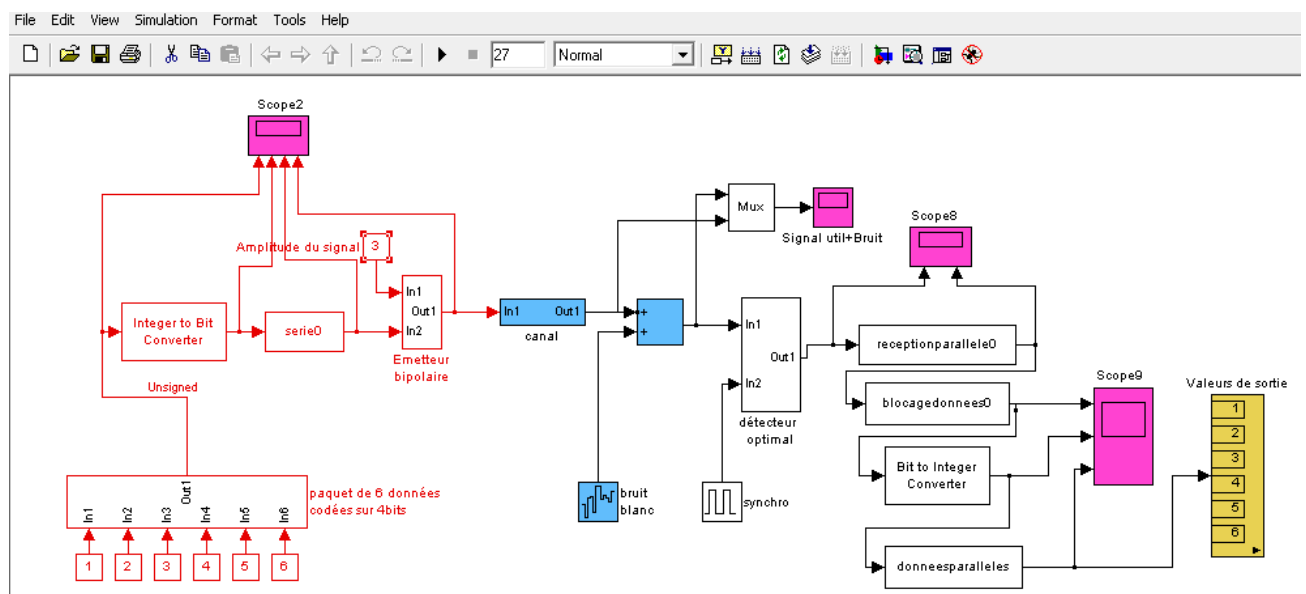 File Edit View Simulation Format Tools Help
27 Normal
Scope2
Amplitude du signal 3
Mux
Signal util+Bruit
Scope8
In1
Out1
In2
Emetteur
bipolaire
Integer to Bit
Converter
serie0
In1 Out1
canal
+
+
In1
Out1
In2
détecteur
optimal
receptionparallele0
Scope9
Valeurs de sortie
1
2
3
4
5
6
blocagedonnees0
Unsigned
Bit to Integer
Converter
bruit
blanc
synchro
Out1
paquet de 6 données
codées sur 4bits
In1 In2 In3 In4 In5 In6
1 2 3 4 5 6
donneesparalleles